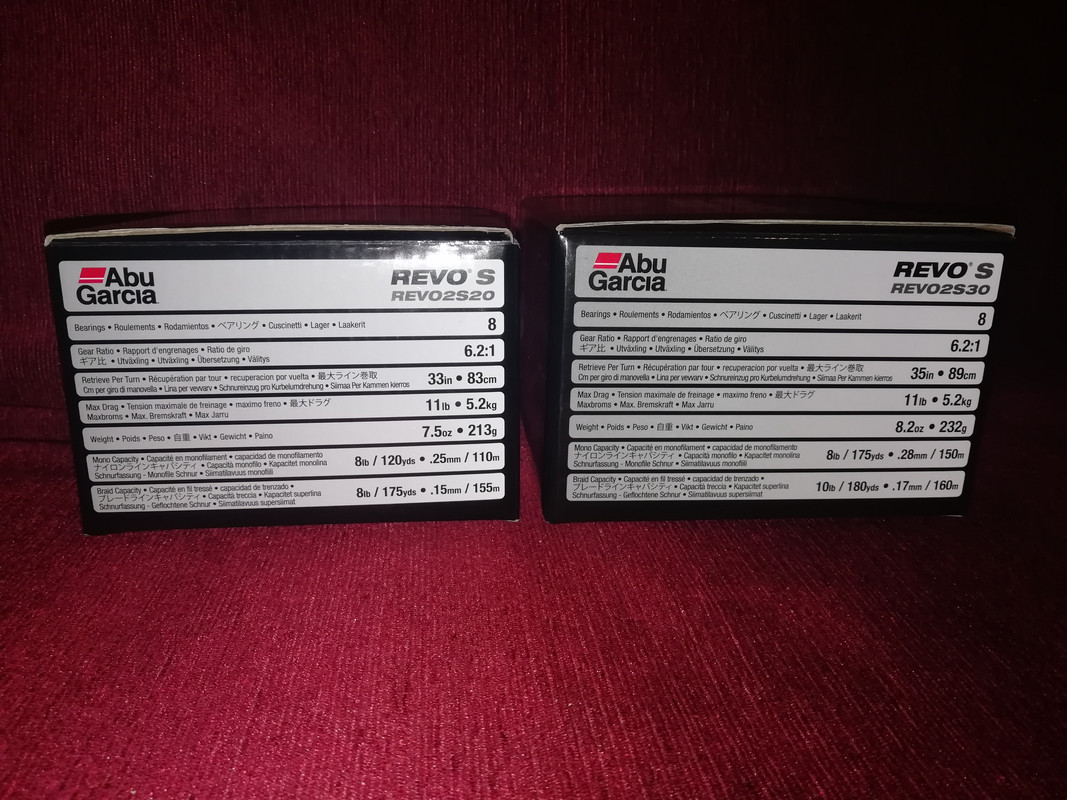 Abu
Garcia
REVO® S
REVO2S20
Bearings • Roulements • Rodamientos • ベアリング • Cuscinetti • Lager • Laakerit
8
Gear Ratio • Rapport d'engrenages • Ratio de giro
ギア比 • Utväxling • Utväxling • Übersetzung • Välitys
6.2:1
Retrieve Per Turn • Récupération par tour • recuperacion por vuelta • 最大ライン巻取
Cm per giro di manovella • Lina per vevvarv • Schnureinzug pro Kurbelumdrehung • Siimaa Per Kammen kierros
33in • 83cm
Max Drag • Tension maximale de freinage • maximo freno • 最大ドラグ
Maxbroms • Max. Bremskraft • Max Jarru
11lb • 5.2kg
Weight • Poids • Peso • 自重 • Vikt • Gewicht • Paino
7.5oz • 213g
Mono Capacity • Capacité en monofilament • capacidad de monofilamento
ナイロンラインキャパシティ • Capacità monofilo • Kapacitet monolina
Schnurfassung - Monofile Schnur • Siimatilavuus monofiili
8lb / 120yds • .25mm / 110m
Braid Capacity • Capacité en fil tressé • capacidad de trenzado •
ブレードラインキャパシティ • Capacità treccia • Kapacitet superlina
Schnurfassung - Geflochtene Schnur • Siimatilavuus supersiimat
8lb / 175yds • .15mm / 155m
Abu
Garcia
REVO® S
REVO2S30
Bearings • Roulements • Rodamientos • ベアリング • Cuscinetti • Lager • Laakerit
8
Gear Ratio • Rapport d'engrenages • Ratio de giro
ギア比 • Utväxling • Utväxling • Übersetzung • Välitys
6.2:1
Retrieve Per Turn • Récupération par tour • recuperacion por vuelta • 最大ライン巻取
Cm per giro di manovella • Lina per vevvarv • Schnureinzug pro Kurbelumdrehung • Siimaa Per Kammen kierros
35in • 89cm
Max Drag • Tension maximale de freinage • maximo freno • 最大ドラグ
Maxbroms • Max. Bremskraft • Max Jarru
11lb • 5.2kg
Weight • Poids • Peso • 自重 • Vikt • Gewicht • Paino
8.2oz • 232g
Mono Capacity • Capacité en monofilament • capacidad de monofilamento
ナイロンラインキャパシティ • Capacità monofilo • Kapacitet monolina
Schnurfassung - Monofile Schnur • Siimatilavuus monofiili
8lb / 175yds • .28mm / 150m
Braid Capacity • Capacité en fil tressé • capacidad de trenzado •
ブレードラインキャパシティ • Capacità treccia • Kapacitet superlina
Schnurfassung - Geflochtene Schnur • Siimatilavuus supersiimat
10lb / 180yds • .17mm / 160m